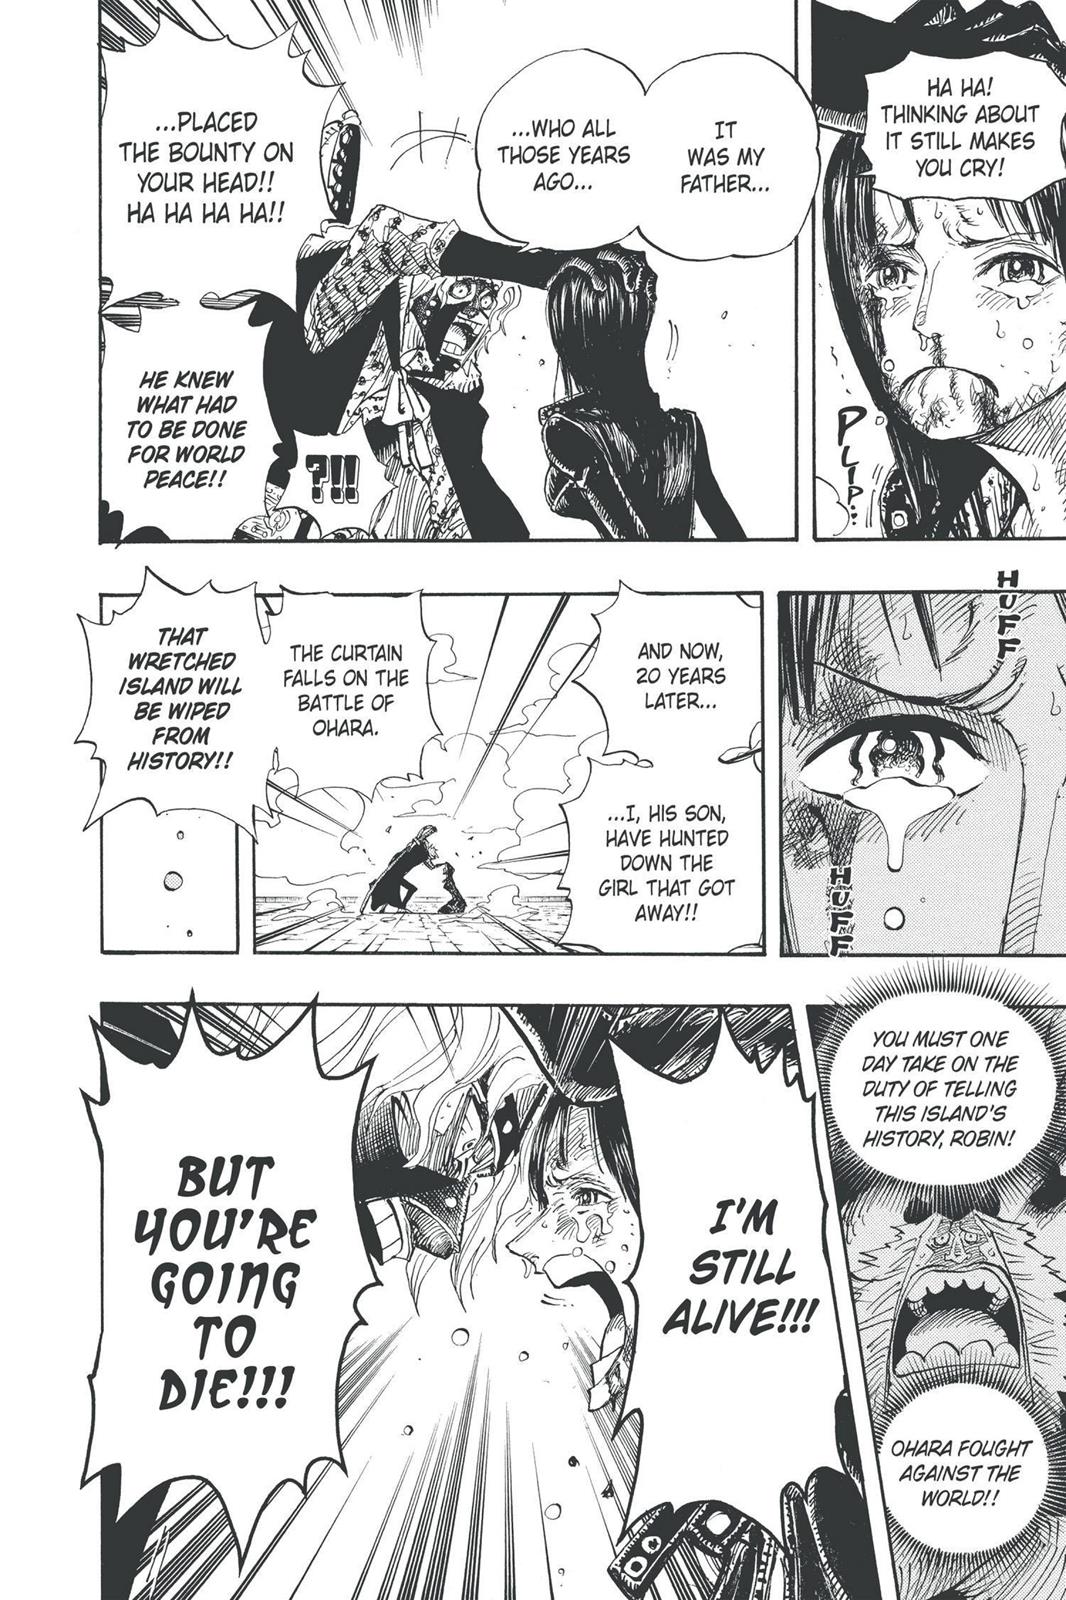 HA HA!
THINKING ABOUT
IT STILL MAKES
YOU CRY!
PLIP...
IT
WAS MY
FATHER...
...WHO ALL
THOSE YEARS
AGO...
...PLACED
THE BOUNTY ON
YOUR HEAD!!
HA HA HA HA!!
HE KNEW
WHAT HAD
TO BE DONE
FOR WORLD
PEACE!!
?!!
HUFF
HUFF
AND NOW,
20 YEARS
LATER...
...I, HIS SON,
HAVE HUNTED
DOWN THE
GIRL THAT GOT
AWAY!!
THE CURTAIN
FALLS ON THE
BATTLE OF
OHARA.
THAT
WRETCHED
ISLAND WILL
BE WIPED
FROM
HISTORY!!
YOU MUST ONE
DAY TAKE ON THE
DUTY OF TELLING
THIS ISLAND'S
HISTORY, ROBIN!
OHARA FOUGHT
AGAINST THE
WORLD!!
I'M
STILL
ALIVE!!!
BUT
YOU'RE
GOING
TO
DIE!!!